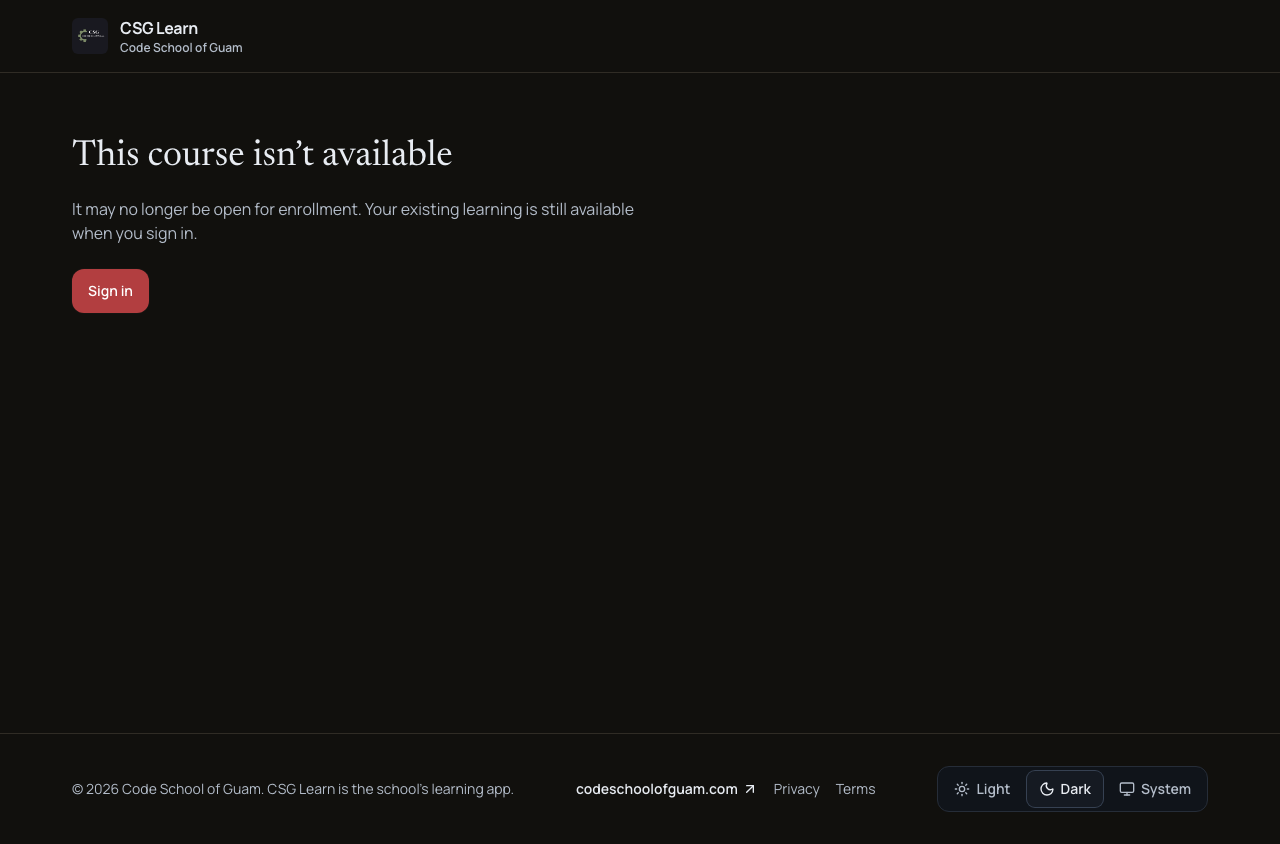 CSG Learn
Code School of Guam
This course isn’t available
It may no longer be open for enrollment. Your existing learning is still available
when you sign in.
Sign in
© 2026 Code School of Guam. CSG Learn is the school’s learning app.
codeschoolofguam.com
Privacy
Terms
Light
Dark
System